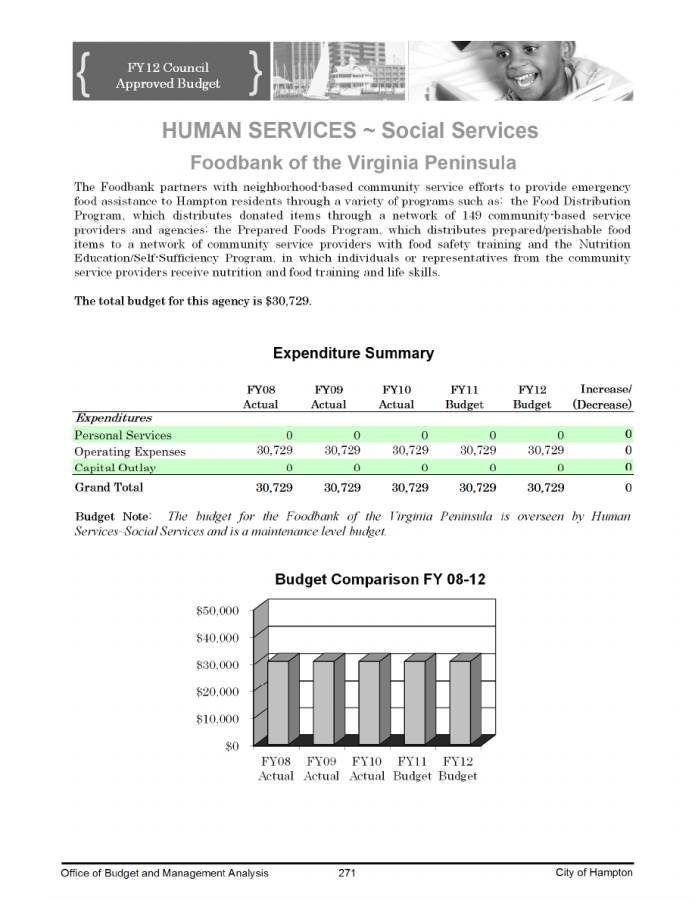 FY12 Council
Approved Budget
HUMAN SERVICES ~ Social Services
Foodbank of the Virginia Peninsula
The Foodbank partners with neighborhood-based community service efforts to provide emergency
food assistance to Hampton residents through a variety of programs such as: the Food Distribution
Program, which distributes donated items through a network of 149 community-based service
providers and agencies; the Prepared Foods Program, which distributes prepared/perishable food
items to a network of community service providers with food safety training and the Nutrition
Education/Self-Sufficiency Program, in which individuals or representatives from the community
service providers receive nutrition and food training and life skills.
The total budget for this agency is $30,729.
Expenditure Summary
FY08 FY09 FY10 FY11 FY12 Increase/
Actual Actual Actual Budget Budget (Decrease)
Expenditures
Personal Services 0 0 0 0 0 0
Operating Expenses 30,729 30,729 30,729 30,729 30,729 0
Capital Outlay 0 0 0 0 0 0
Grand Total 30,729 30,729 30,729 30,729 30,729 0
Budget Note: The budget for the Foodbank of the Virginia Peninsula is overseen by Human
Services~Social Services and is a maintenance level budget.
Budget Comparison FY 08-12
$50,000
$40,000
$30,000
$20,000
$10,000
$0
FY08 FY09 FY10 FY11 FY12
Actual Actual Actual Budget Budget
Office of Budget and Management Analysis 271 City of Hampton